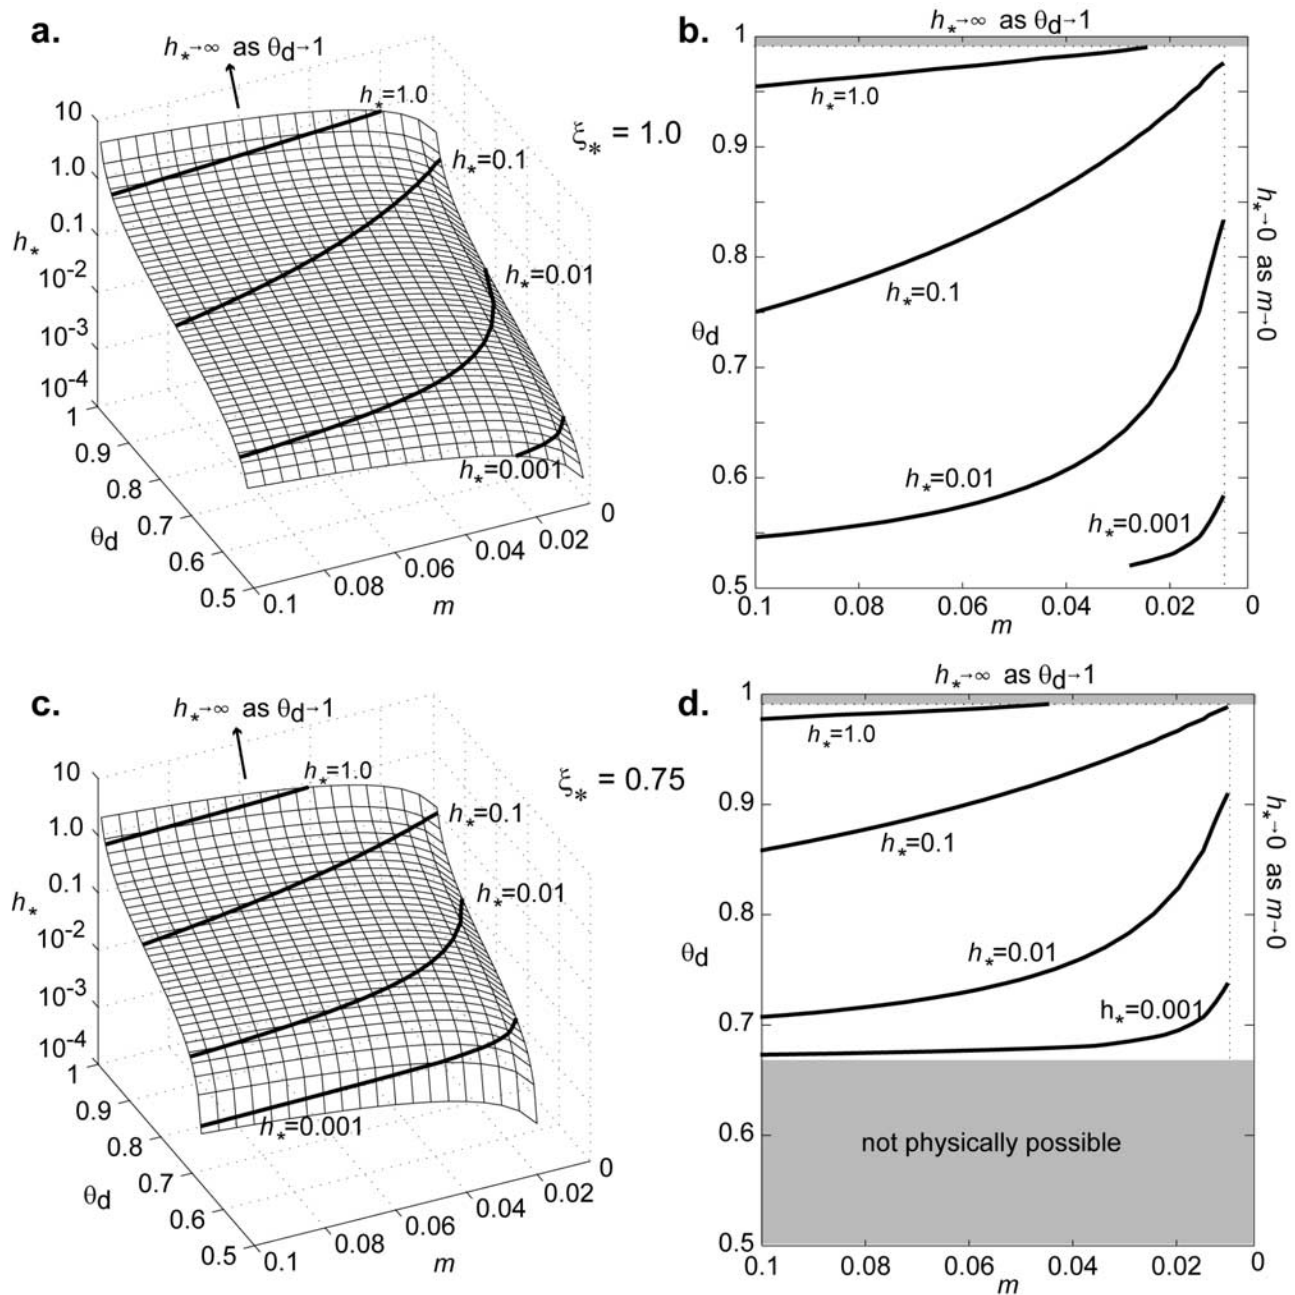 a.
h*→∞ as θd→1
h*=1.0
ξ* = 1.0
h*=0.1
h*=0.01
h*=0.001
10
1.0
0.1
10-2
10-3
10-4
h*
1
0.9
0.8
0.7
0.6
0.5
θd
0.1
0.08
0.06
0.04
0.02
0
m
b.
h*→∞ as θd→1
1
0.9
0.8
0.7
0.6
0.5
θd
h*=1.0
h*=0.1
h*=0.01
h*=0.001
h*→0 as m→0
0.1
0.08
0.06
0.04
0.02
0
m
c.
h*→∞ as θd→1
h*=1.0
ξ* = 0.75
h*=0.1
h*=0.01
h*=0.001
10
1.0
0.1
10-2
10-3
10-4
h*
1
0.9
0.8
0.7
0.6
0.5
θd
0.1
0.08
0.06
0.04
0.02
0
m
d.
h*→∞ as θd→1
1
0.9
0.8
0.7
0.6
0.5
θd
h*=1.0
h*=0.1
h*=0.01
h*=0.001
not physically possible
h*→0 as m→0
0.1
0.08
0.06
0.04
0.02
0
m